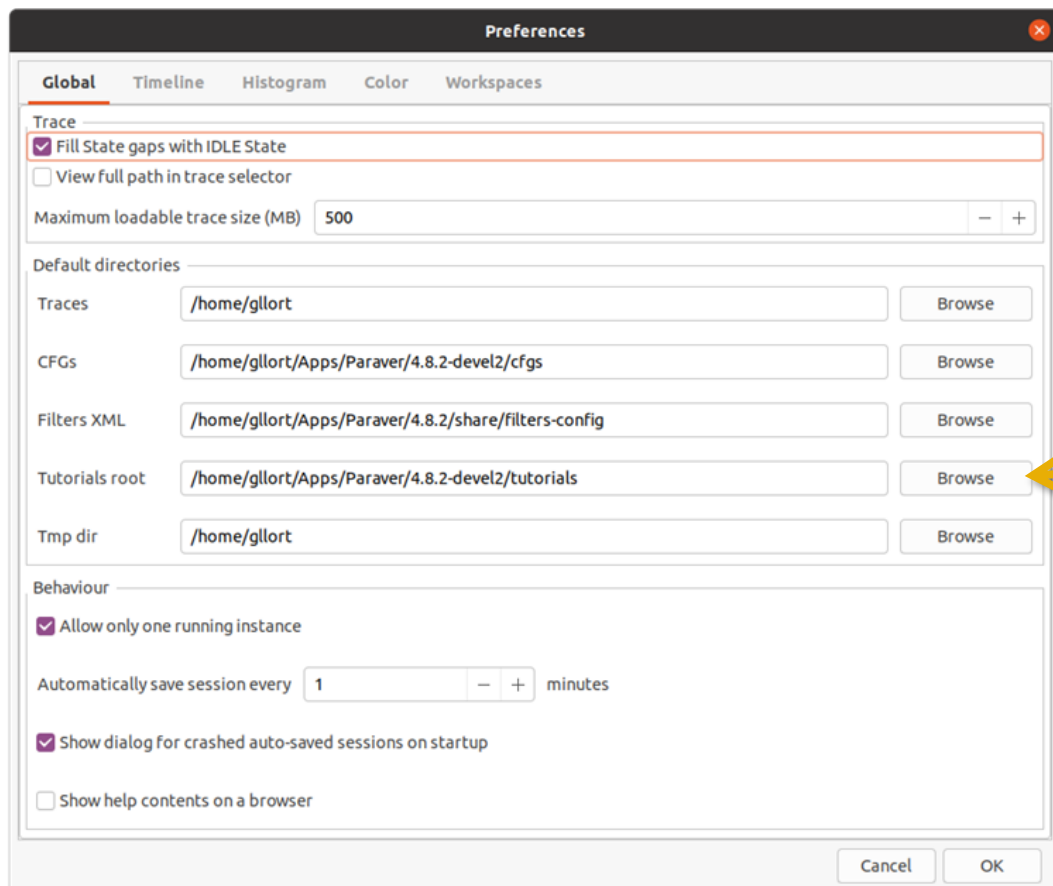 Preferences
Global Timeline Histogram Color Workspaces
Trace
Fill State gaps with IDLE State
View full path in trace selector
Maximum loadable trace size (MB) 500 − +
Default directories
Traces /home/gllort Browse
CFGs /home/gllort/Apps/Paraver/4.8.2-devel2/cfgs Browse
Filters XML /home/gllort/Apps/Paraver/4.8.2/share/filters-config Browse
Tutorials root /home/gllort/Apps/Paraver/4.8.2-devel2/tutorials Browse
Tmp dir /home/gllort Browse
Behaviour
Allow only one running instance
Automatically save session every 1 − + minutes
Show dialog for crashed auto-saved sessions on startup
Show help contents on a browser
Cancel OK